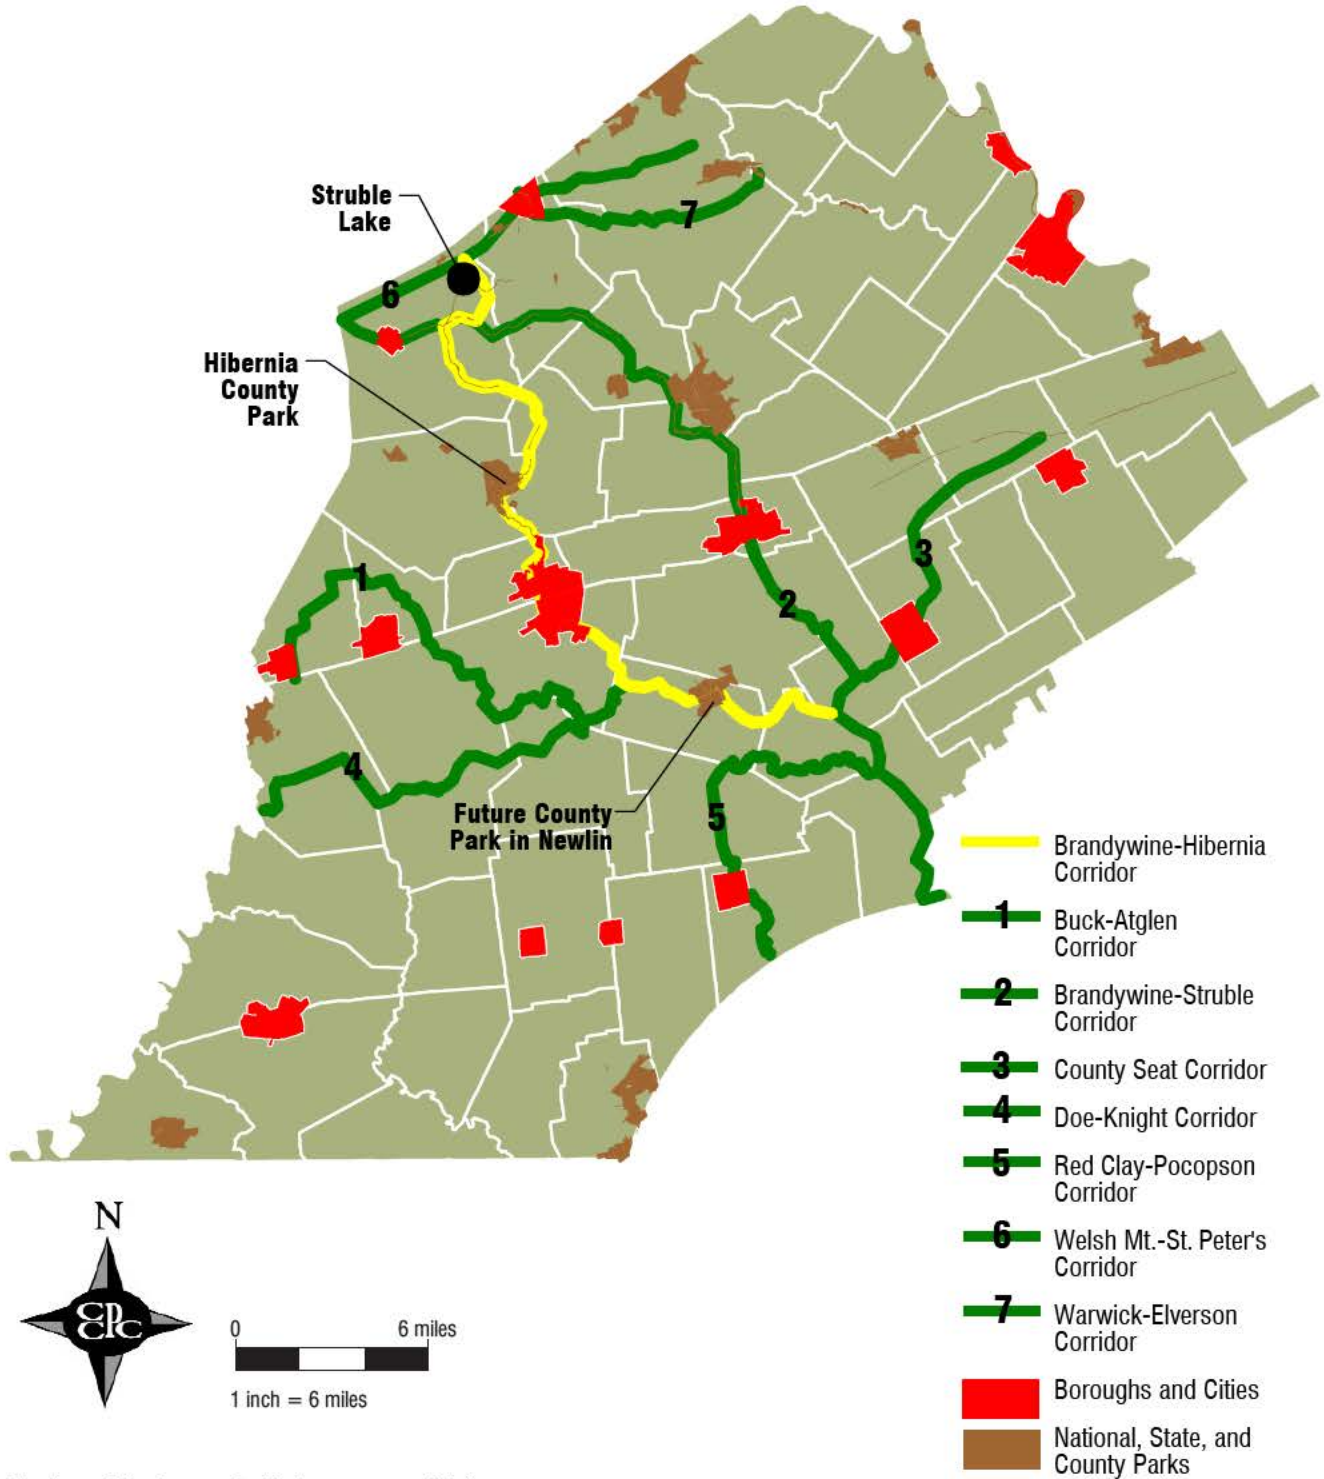 Struble
Lake
7
6
Hibernia
County
Park
3
1
2
4
Future County
Park in Newlin
5
Brandywine-Hibernia
Corridor
1 Buck-Atglen
Corridor
2 Brandywine-Struble
Corridor
3 County Seat Corridor
4 Doe-Knight Corridor
5 Red Clay-Pocopson
Corridor
6 Welsh Mt.-St. Peter's
Corridor
7 Warwick-Elverson
Corridor
Boroughs and Cities
National, State, and
County Parks
N
CPC
CPC
0 6 miles
1 inch = 6 miles